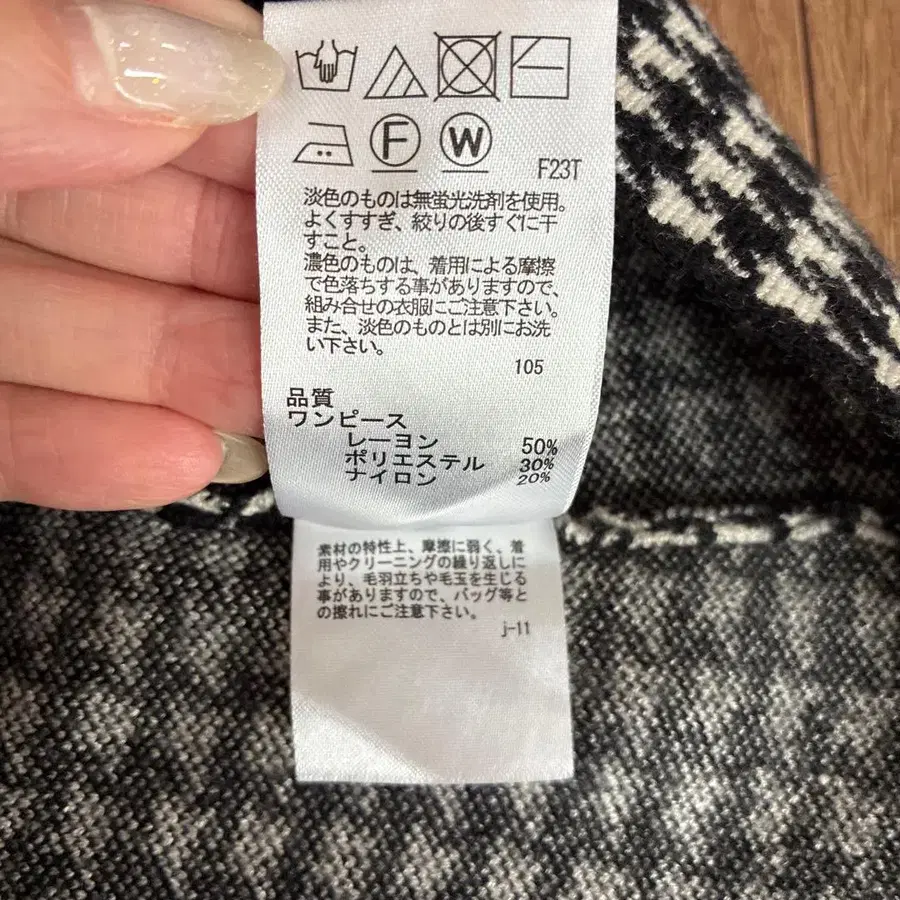 F W
F23T
淡色のものは無蛍光洗剤を使用。
よくすすぎ、絞りの後すぐに干
すこと。
濃色のものは、着用による摩擦
で色落ちする事がありますので、
組み合せの衣服にご注意下さい。
また、淡色のものとは別にお洗
い下さい。
105
品質
ワンピース
レーヨン 50%
ポリエステル 30%
ナイロン 20%
素材の特性上、摩擦に弱く、着
用やクリーニングの繰り返しに
より、毛羽立ちや毛玉を生じる
事がありますので、バッグ等と
の擦れにご注意下さい。
j-11